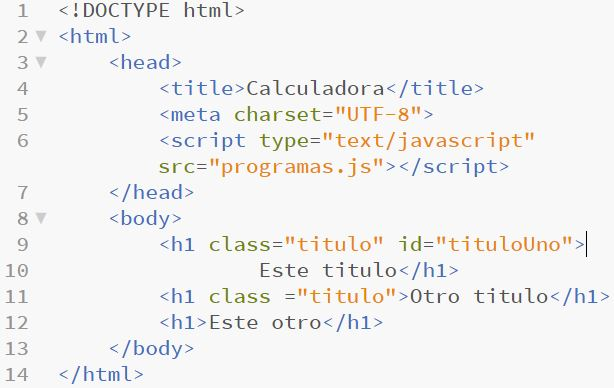 1 <!DOCTYPE html>
2 ▼ <html>
3 ▼ <head>
4 <title>Calculadora</title>
5 <meta charset="UTF-8">
6 <script type="text/javascript"
src="programas.js"></script>
7 </head>
8 ▼ <body>
9 <h1 class="titulo" id="tituloUno">
10 Este titulo</h1>
11 <h1 class ="titulo">Otro titulo</h1>
12 <h1>Este otro</h1>
13 </body>
14 </html>